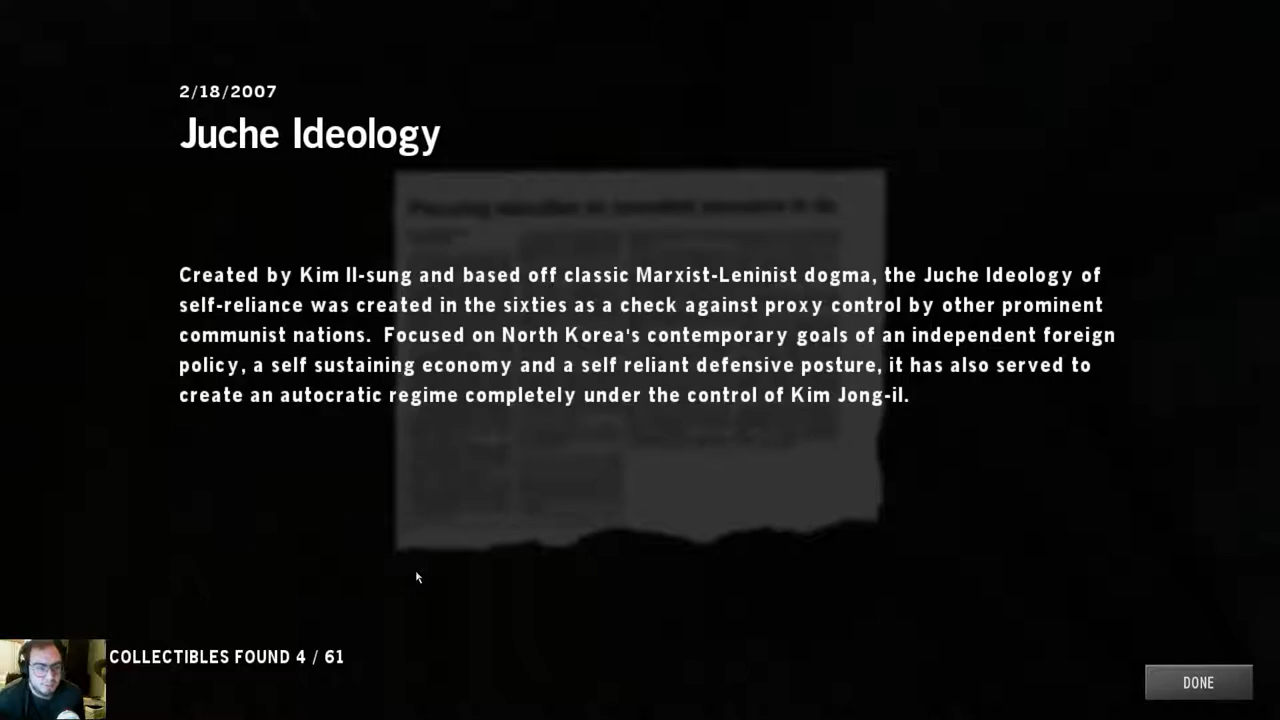 2/18/2007
Juche Ideology
Created by Kim Il-sung and based off classic Marxist-Leninist dogma, the Juche Ideology of
self-reliance was created in the sixties as a check against proxy control by other prominent
communist nations.  Focused on North Korea's contemporary goals of an independent foreign
policy, a self sustaining economy and a self reliant defensive posture, it has also served to
create an autocratic regime completely under the control of Kim Jong-il.
COLLECTIBLES FOUND 4 / 61
DONE